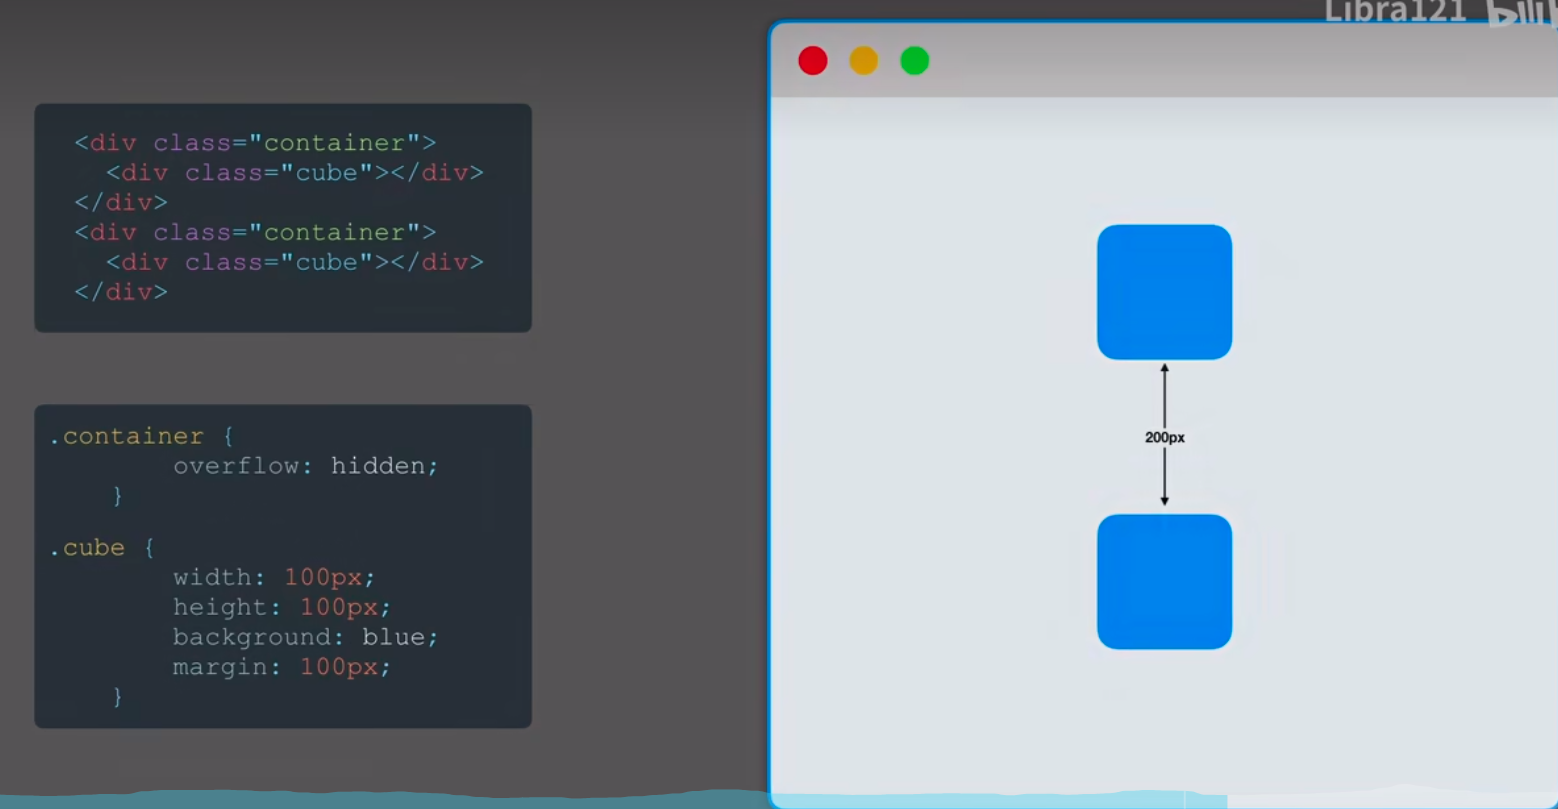 Libra121 bili
<div class="container">
  <div class="cube"></div>
</div>
<div class="container">
  <div class="cube"></div>
</div>
.container {
        overflow: hidden;
    }
.cube {
        width: 100px;
        height: 100px;
        background: blue;
        margin: 100px;
    }
200px